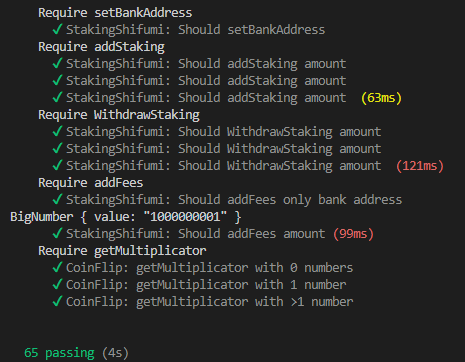 Require setBankAddress
✓ StakingShifumi: Should setBankAddress
Require addStaking
✓ StakingShifumi: Should addStaking amount
✓ StakingShifumi: Should addStaking amount
✓ StakingShifumi: Should addStaking amount (63ms)
Require WithdrawStaking
✓ StakingShifumi: Should WithdrawStaking amount
✓ StakingShifumi: Should WithdrawStaking amount
✓ StakingShifumi: Should WithdrawStaking amount (121ms)
Require addFees
✓ StakingShifumi: Should addFees only bank address
BigNumber { value: "1000000001" }
✓ StakingShifumi: Should addFees amount (99ms)
Require getMultiplicator
✓ CoinFlip: getMultiplicator with 0 numbers
✓ CoinFlip: getMultiplicator with 1 number
✓ CoinFlip: getMultiplicator with >1 number
65 passing (4s)